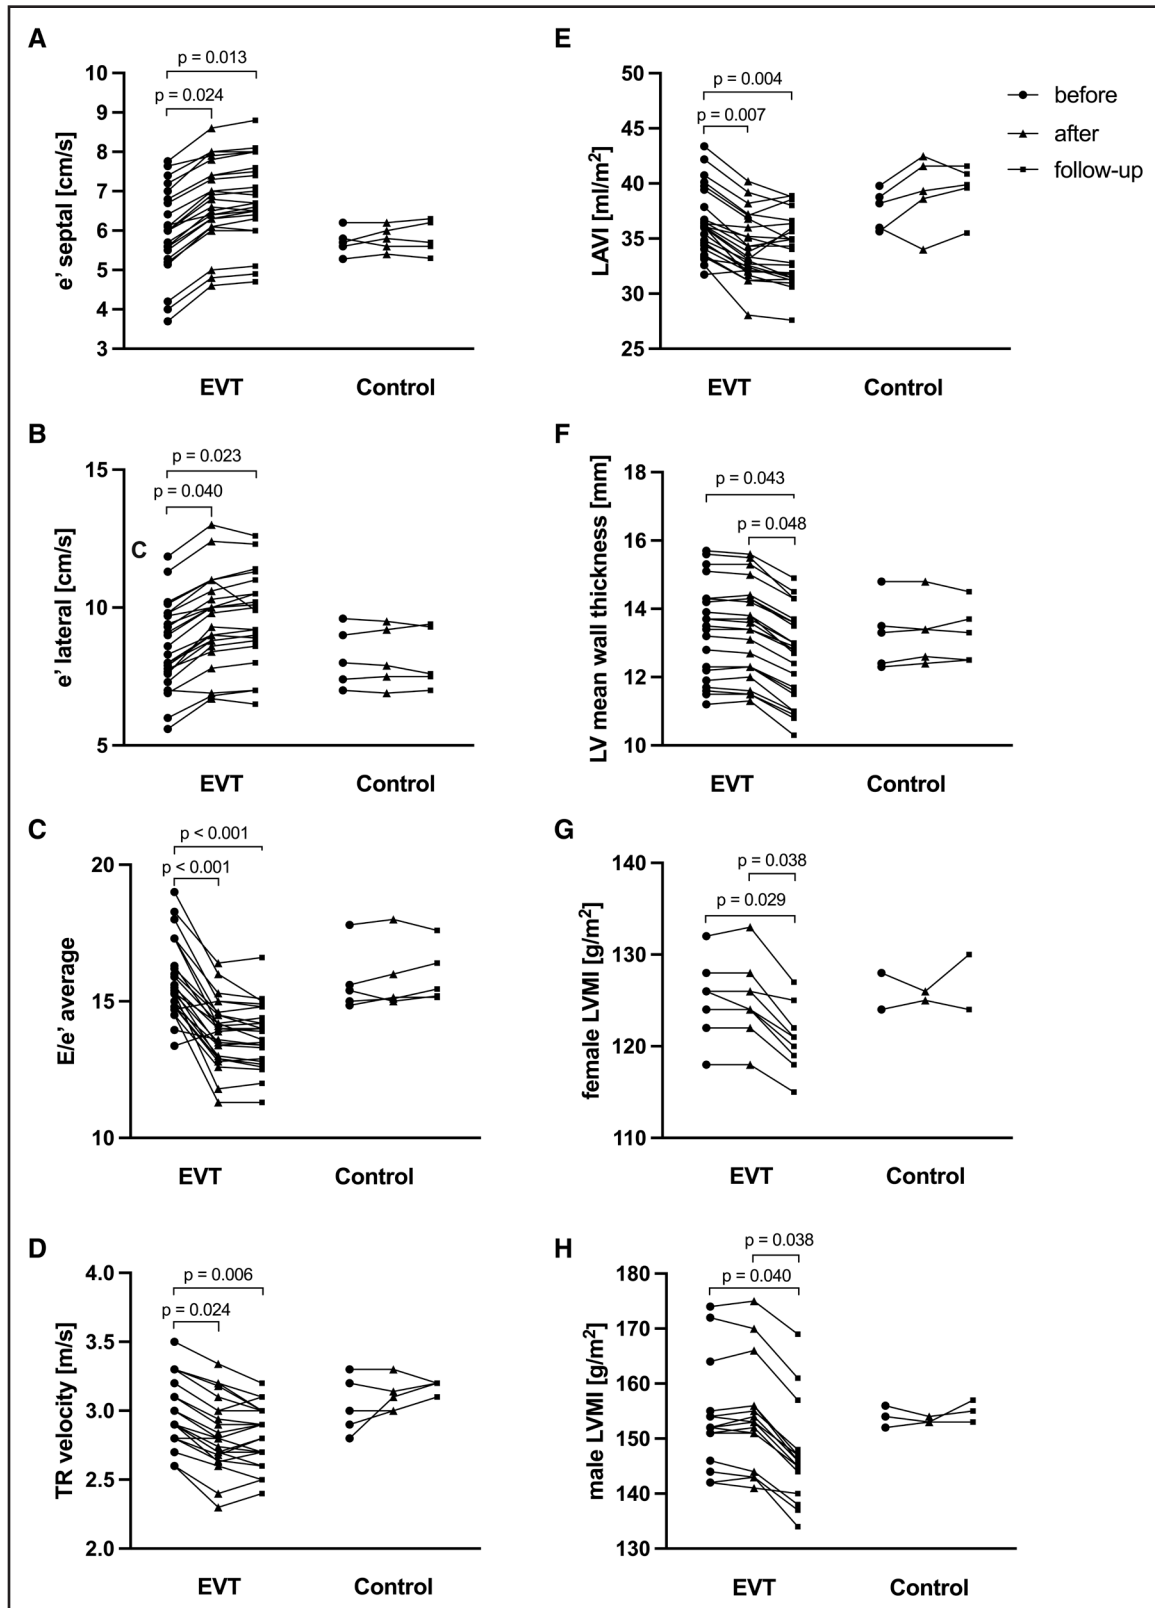 A
p = 0.013
p = 0.024
10
9
8
7
6
5
4
3
e' septal [cm/s]
EVT
Control
E
p = 0.004
p = 0.007
50
45
40
35
30
25
LAVI [ml/m²]
EVT
Control
before
after
follow-up
B
p = 0.023
p = 0.040
15
10
5
C
e' lateral [cm/s]
EVT
Control
F
p = 0.043
p = 0.048
18
16
14
12
10
LV mean wall thickness [mm]
EVT
Control
C
p < 0.001
p < 0.001
20
15
10
E/e' average
EVT
Control
G
p = 0.038
p = 0.029
140
130
120
110
female LVMI [g/m²]
EVT
Control
D
p = 0.006
p = 0.024
4.0
3.5
3.0
2.5
2.0
TR velocity [m/s]
EVT
Control
H
p = 0.038
p = 0.040
180
170
160
150
140
130
male LVMI [g/m²]
EVT
Control